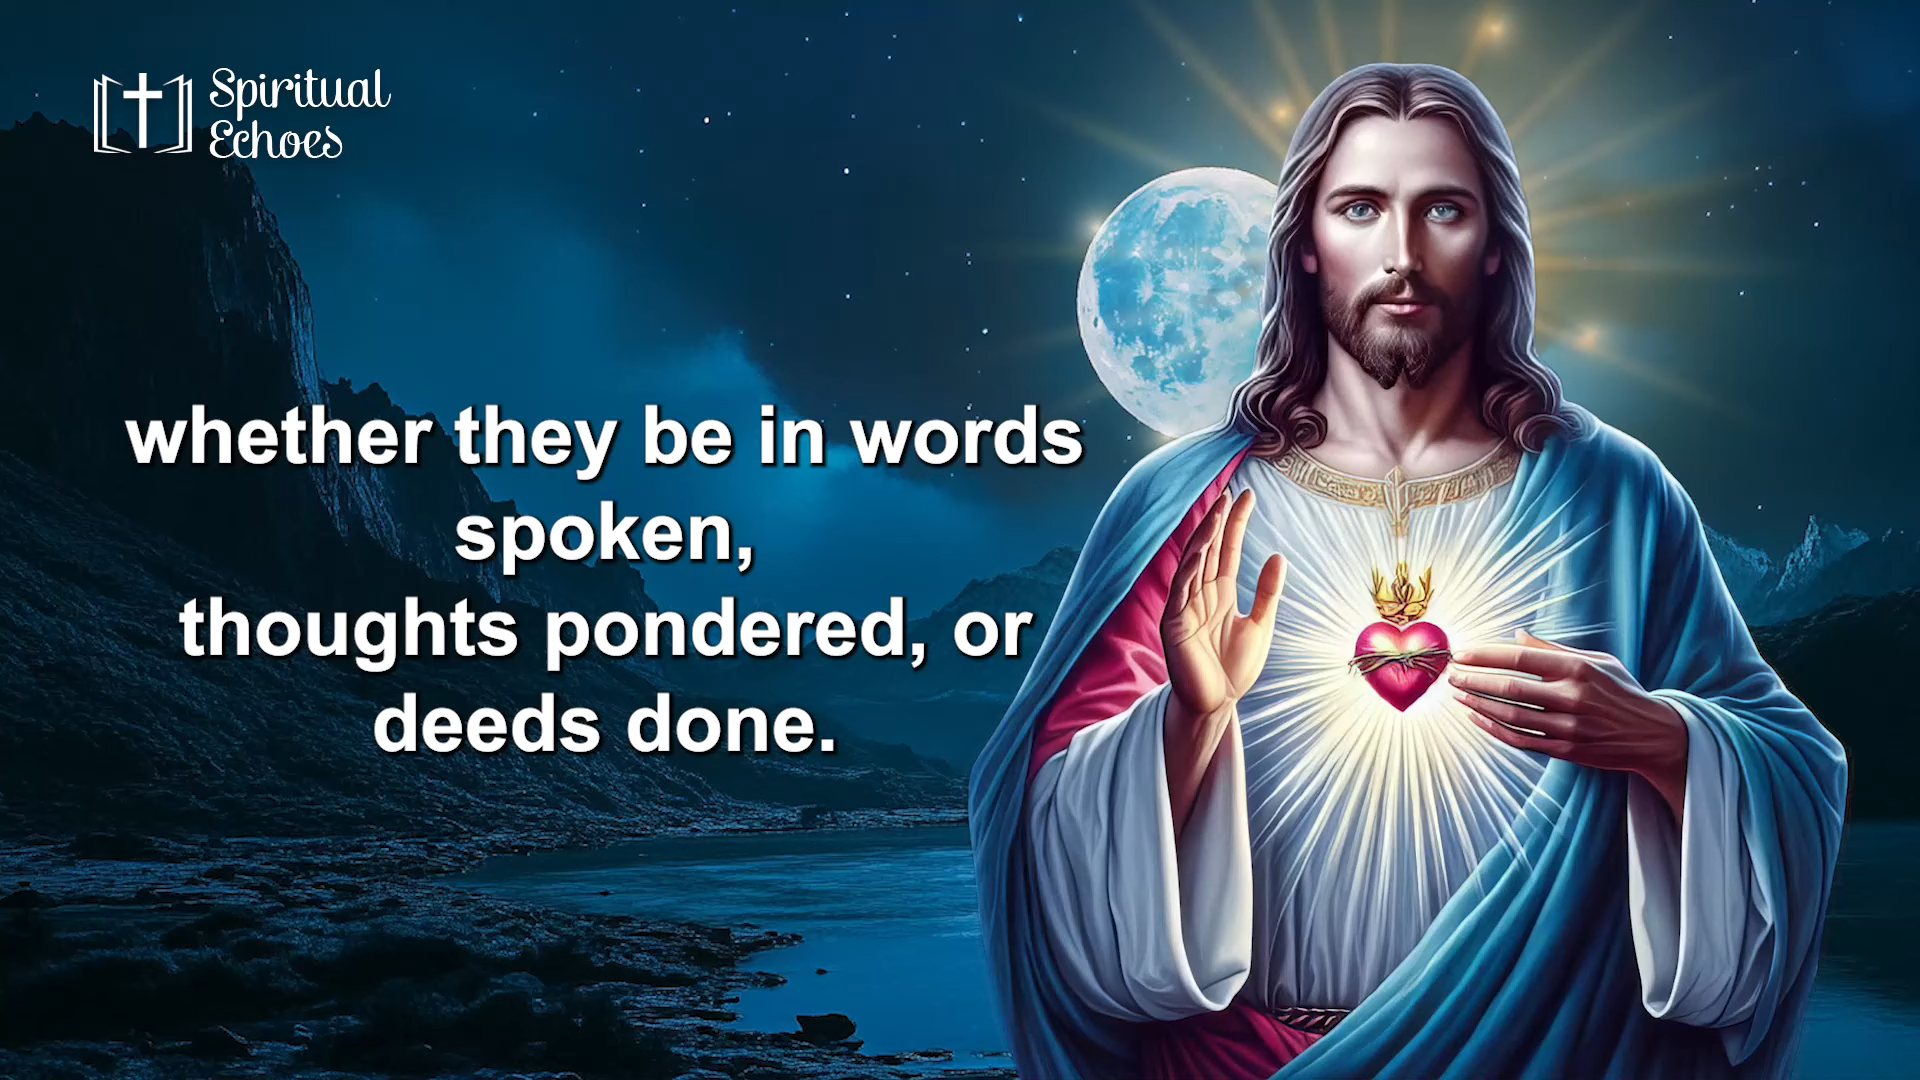 Spiritual
Echoes
whether they be in words
spoken,
thoughts pondered, or
deeds done.